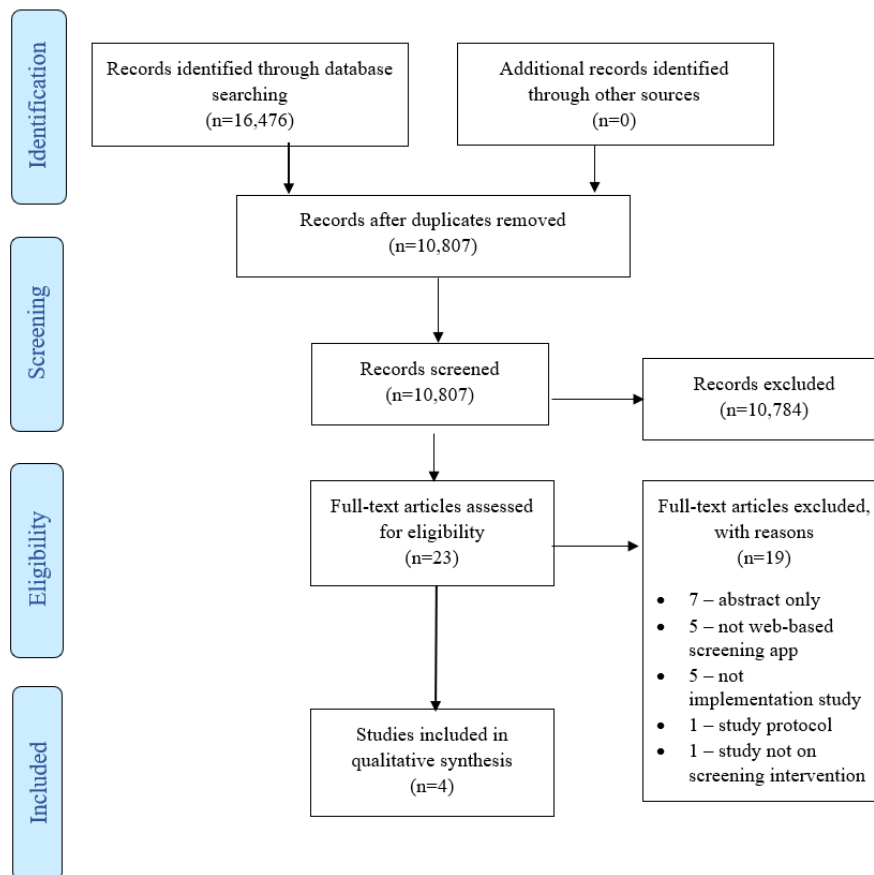 Identification
Records identified through database
searching
(n=16,476)
Additional records identified
through other sources
(n=0)
Records after duplicates removed
(n=10,807)
Screening
Records screened
(n=10,807)
Records excluded
(n=10,784)
Eligibility
Full-text articles assessed
for eligibility
(n=23)
Full-text articles excluded,
with reasons
(n=19)
• 7 – abstract only
• 5 – not web-based
screening app
• 5 – not
implementation study
• 1 – study protocol
• 1 – study not on
screening intervention
Included
Studies included in
qualitative synthesis
(n=4)